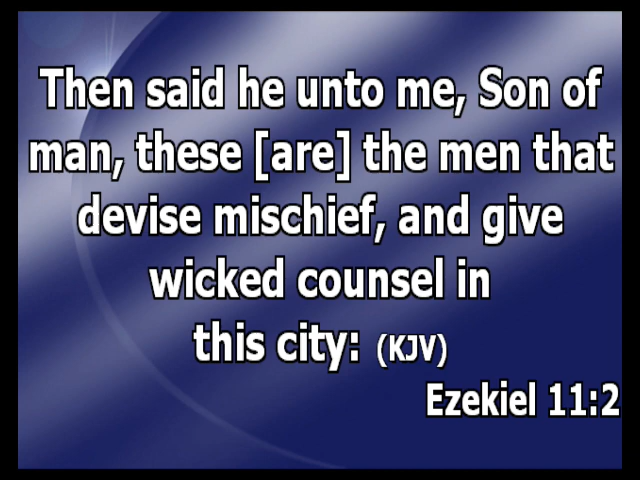 Then said he unto me, Son of
man, these [are] the men that
devise mischief, and give
wicked counsel in
this city: (KJV)
Ezekiel 11:2